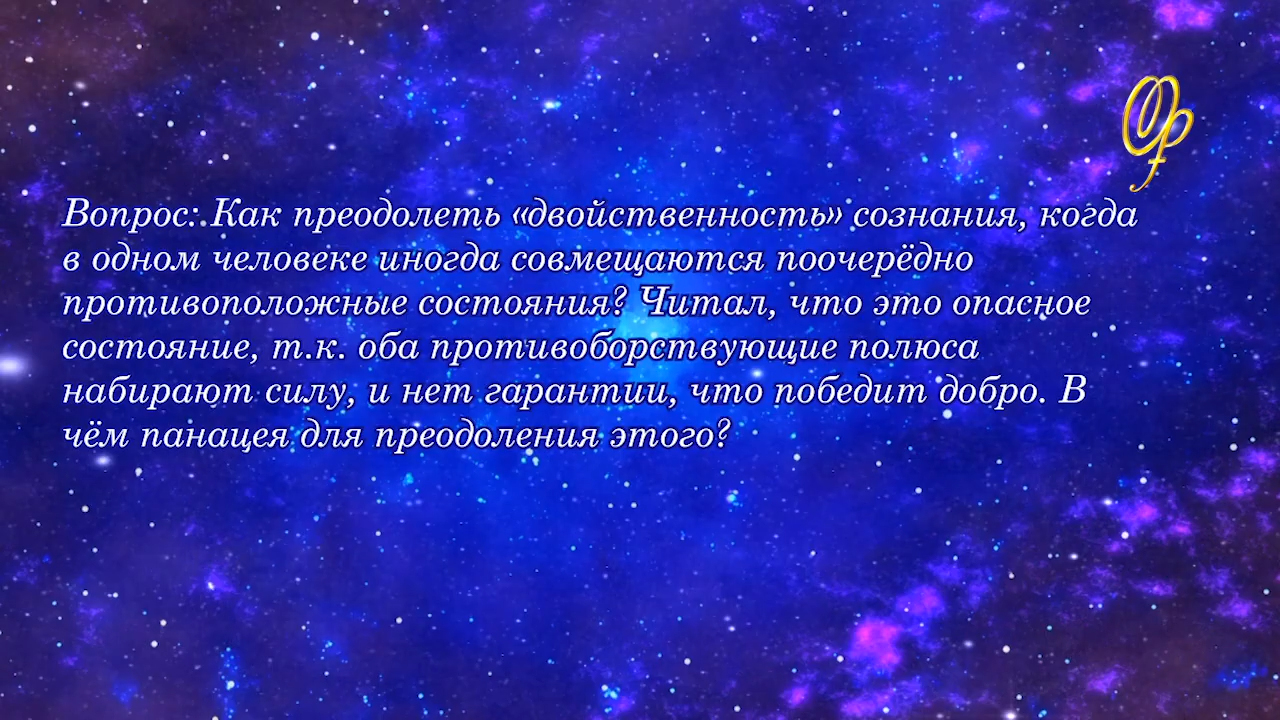 Вопрос: Как преодолеть «двойственность» сознания, когда
в одном человеке иногда совмещаются поочерёдно
противоположные состояния? Читал, что это опасное
состояние, т.к. оба противоборствующие полюса
набирают силу, и нет гарантии, что победит добро. В
чём панацея для преодоления этого?